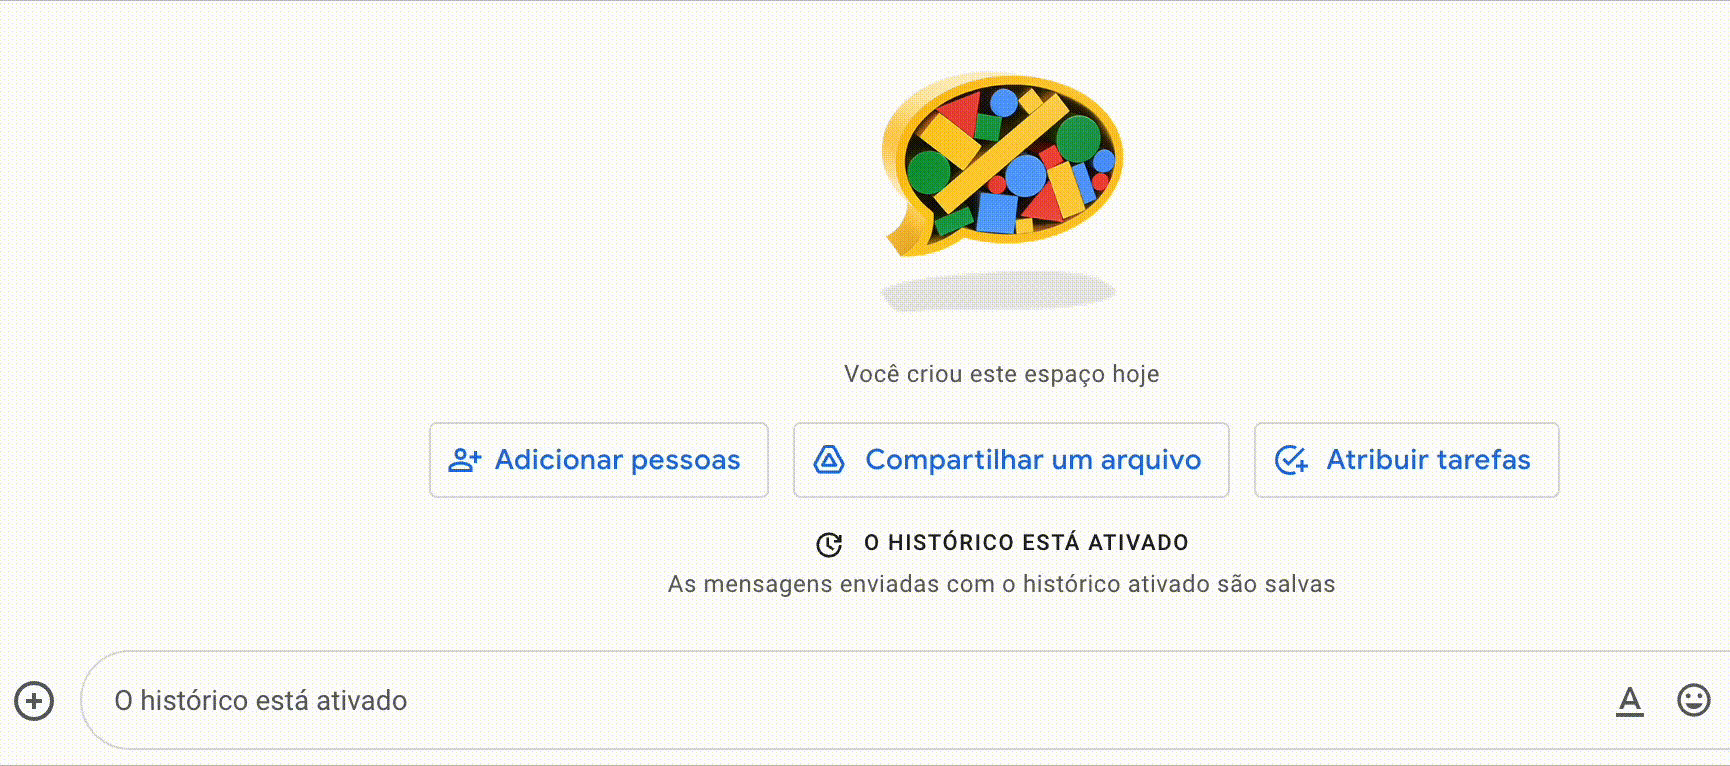 Você criou este espaço hoje
Adicionar pessoas
Compartilhar um arquivo
Atribuir tarefas
O HISTÓRICO ESTÁ ATIVADO
As mensagens enviadas com o histórico ativado são salvas
O histórico está ativado